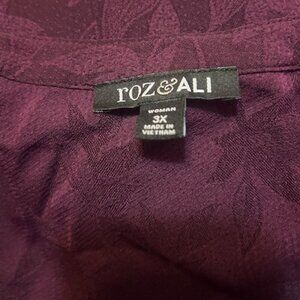 roz&ALI
WOMAN
3X
MADE IN
VIETNAM